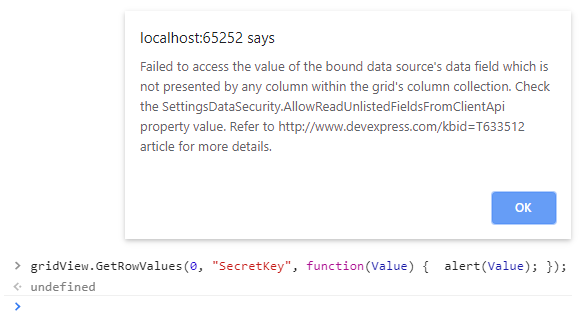 localhost:65252 says
Failed to access the value of the bound data source's data field which is
not presented by any column within the grid's column collection. Check
the SettingsDataSecurity.AllowReadUnlistedFieldsFromClientApi
property value. Refer to http://www.devexpress.com/kbid=T633512
article for more details.
OK
> gridView.GetRowValues(0, "SecretKey", function(Value) {  alert(Value); });
< undefined
>